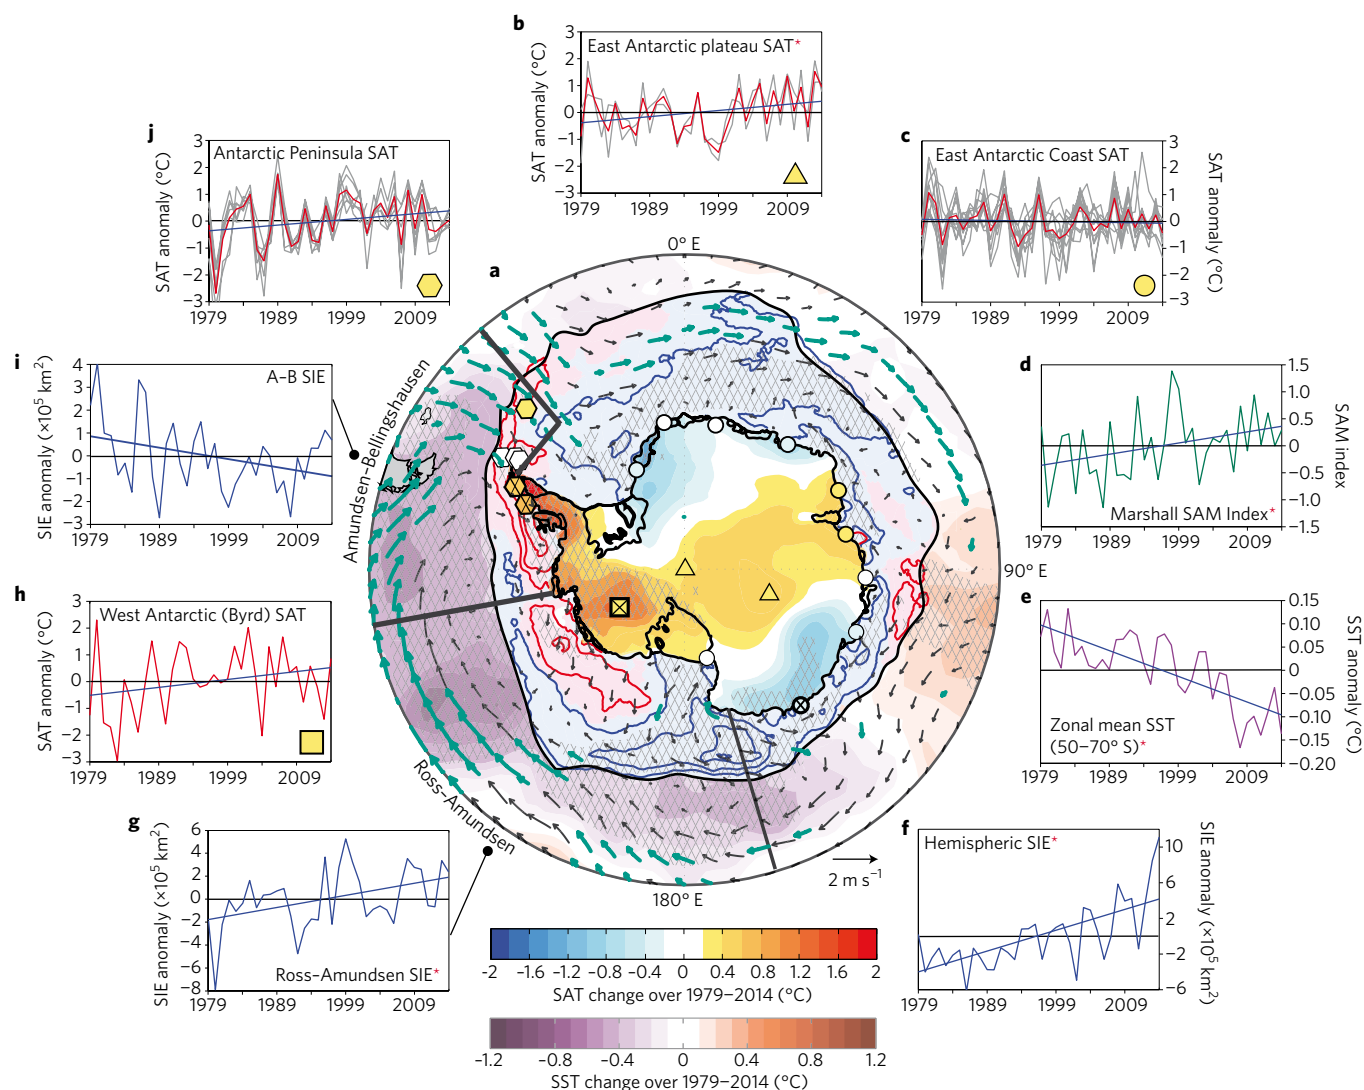 b
East Antarctic plateau SAT*
SAT anomaly (°C)
3
2
1
0
−1
−2
−3
1979 1989 1999 2009
j
Antarctic Peninsula SAT
SAT anomaly (°C)
3
2
1
0
−1
−2
−3
1979 1989 1999 2009
c
East Antarctic Coast SAT
SAT anomaly (°C)
3
2
1
0
−1
−2
−3
1979 1989 1999 2009
a
0° E
90° E
180° E
Amundsen–Bellingshausen
Ross–Amundsen
2 m s⁻¹
i
A–B SIE
SIE anomaly (×10⁵ km²)
4
3
2
1
0
−1
−2
−3
1979 1989 1999 2009
d
Marshall SAM Index*
SAM index
1.5
1.0
0.5
0
−0.5
−1.0
−1.5
1979 1989 1999 2009
h
West Antarctic (Byrd) SAT
SAT anomaly (°C)
3
2
1
0
−1
−2
−3
1979 1989 1999 2009
e
Zonal mean SST
(50–70° S)*
SST anomaly (°C)
0.15
0.10
0.05
0
−0.05
−0.10
−0.15
−0.20
1979 1989 1999 2009
g
Ross–Amundsen SIE*
SIE anomaly (×10⁵ km²)
6
4
2
0
−2
−4
−6
−8
1979 1989 1999 2009
f
Hemispheric SIE*
SIE anomaly (×10⁵ km²)
10
6
2
−2
−6
1979 1989 1999 2009
-2 -1.6 -1.2 -0.8 -0.4 0 0.4 0.8 1.2 1.6 2
SAT change over 1979–2014 (°C)
-1.2 -0.8 -0.4 0 0.4 0.8 1.2
SST change over 1979–2014 (°C)